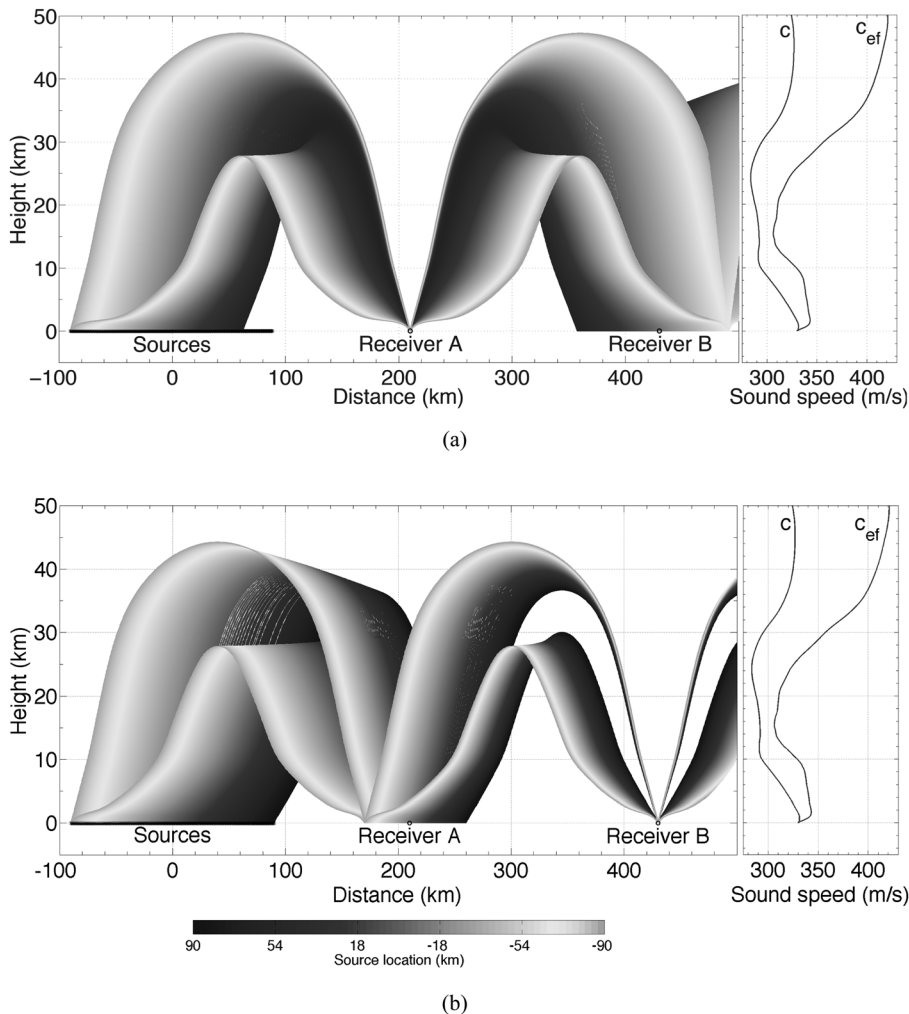 50
40
30
20
10
0
Height (km)
Sources
Receiver A
Receiver B
−100 0 100 200 300 400
Distance (km)
c
c_ef
300 350 400
Sound speed (m/s)
(a)
50
40
30
20
10
0
Height (km)
Sources
Receiver A
Receiver B
-100 0 100 200 300 400
Distance (km)
c
c_ef
300 350 400
Sound speed (m/s)
90 54 18 -18 -54 -90
Source location (km)
(b)